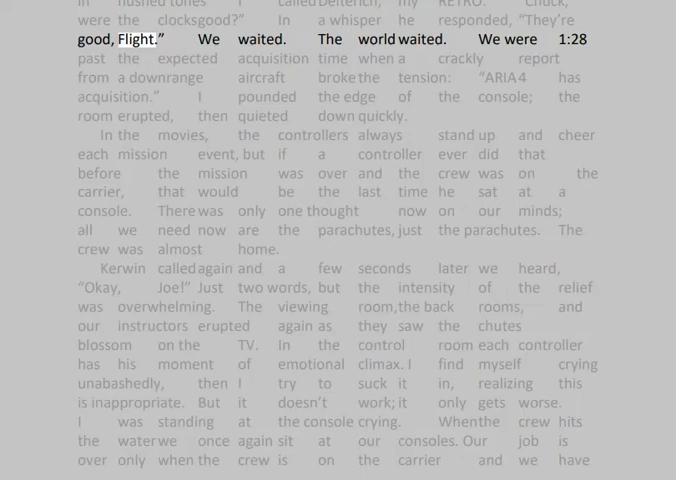 in hushed tones I called Deiterich, my RETRO. "Chuck,
were the clocksgood?" In a whisper he responded, "They're
good, Flight." We waited. The world waited. We were 1:28
past the expected acquisition time when a crackly report
from a downrange aircraft broke the tension: "ARIA 4 has
acquisition." I pounded the edge of the console; the
room erupted, then quieted down quickly.
In the movies, the controllers always stand up and cheer
each mission event, but if a controller ever did that
before the mission was over and the crew was on the
carrier, that would be the last time he sat at a
console. There was only one thought now on our minds;
all we need now are the parachutes, just the parachutes. The
crew was almost home.
Kerwin called again and a few seconds later we heard,
"Okay, Joe!" Just two words, but the intensity of the relief
was overwhelming. The viewing room, the back rooms, and
our instructors erupted again as they saw the chutes
blossom on the TV. In the control room each controller
has his moment of emotional climax. I find myself crying
unabashedly, then I try to suck it in, realizing this
is inappropriate. But it doesn't work; it only gets worse.
I was standing at the console crying. When the crew hits
the water we once again sit at our consoles. Our job is
over only when the crew is on the carrier and we have